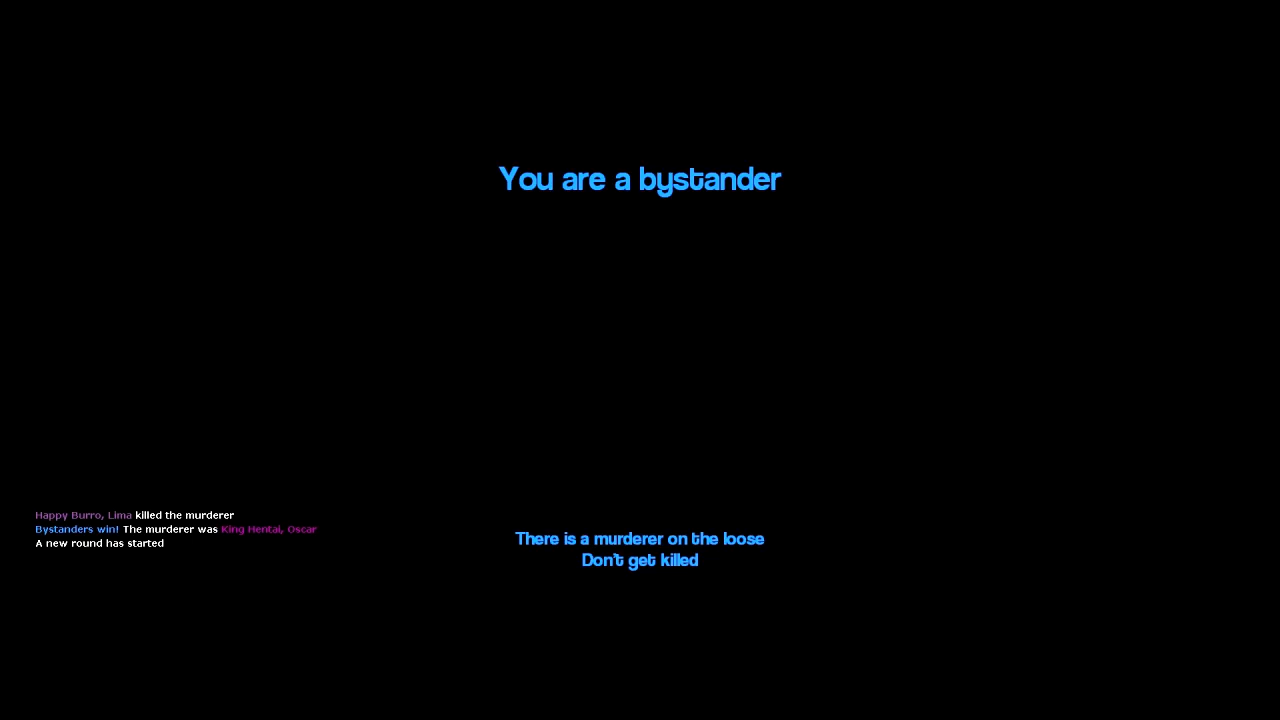 You are a bystander
Happy Burro, Lima killed the murderer
Bystanders win! The murderer was King Hentai, Oscar
A new round has started
There is a murderer on the loose
Don't get killed